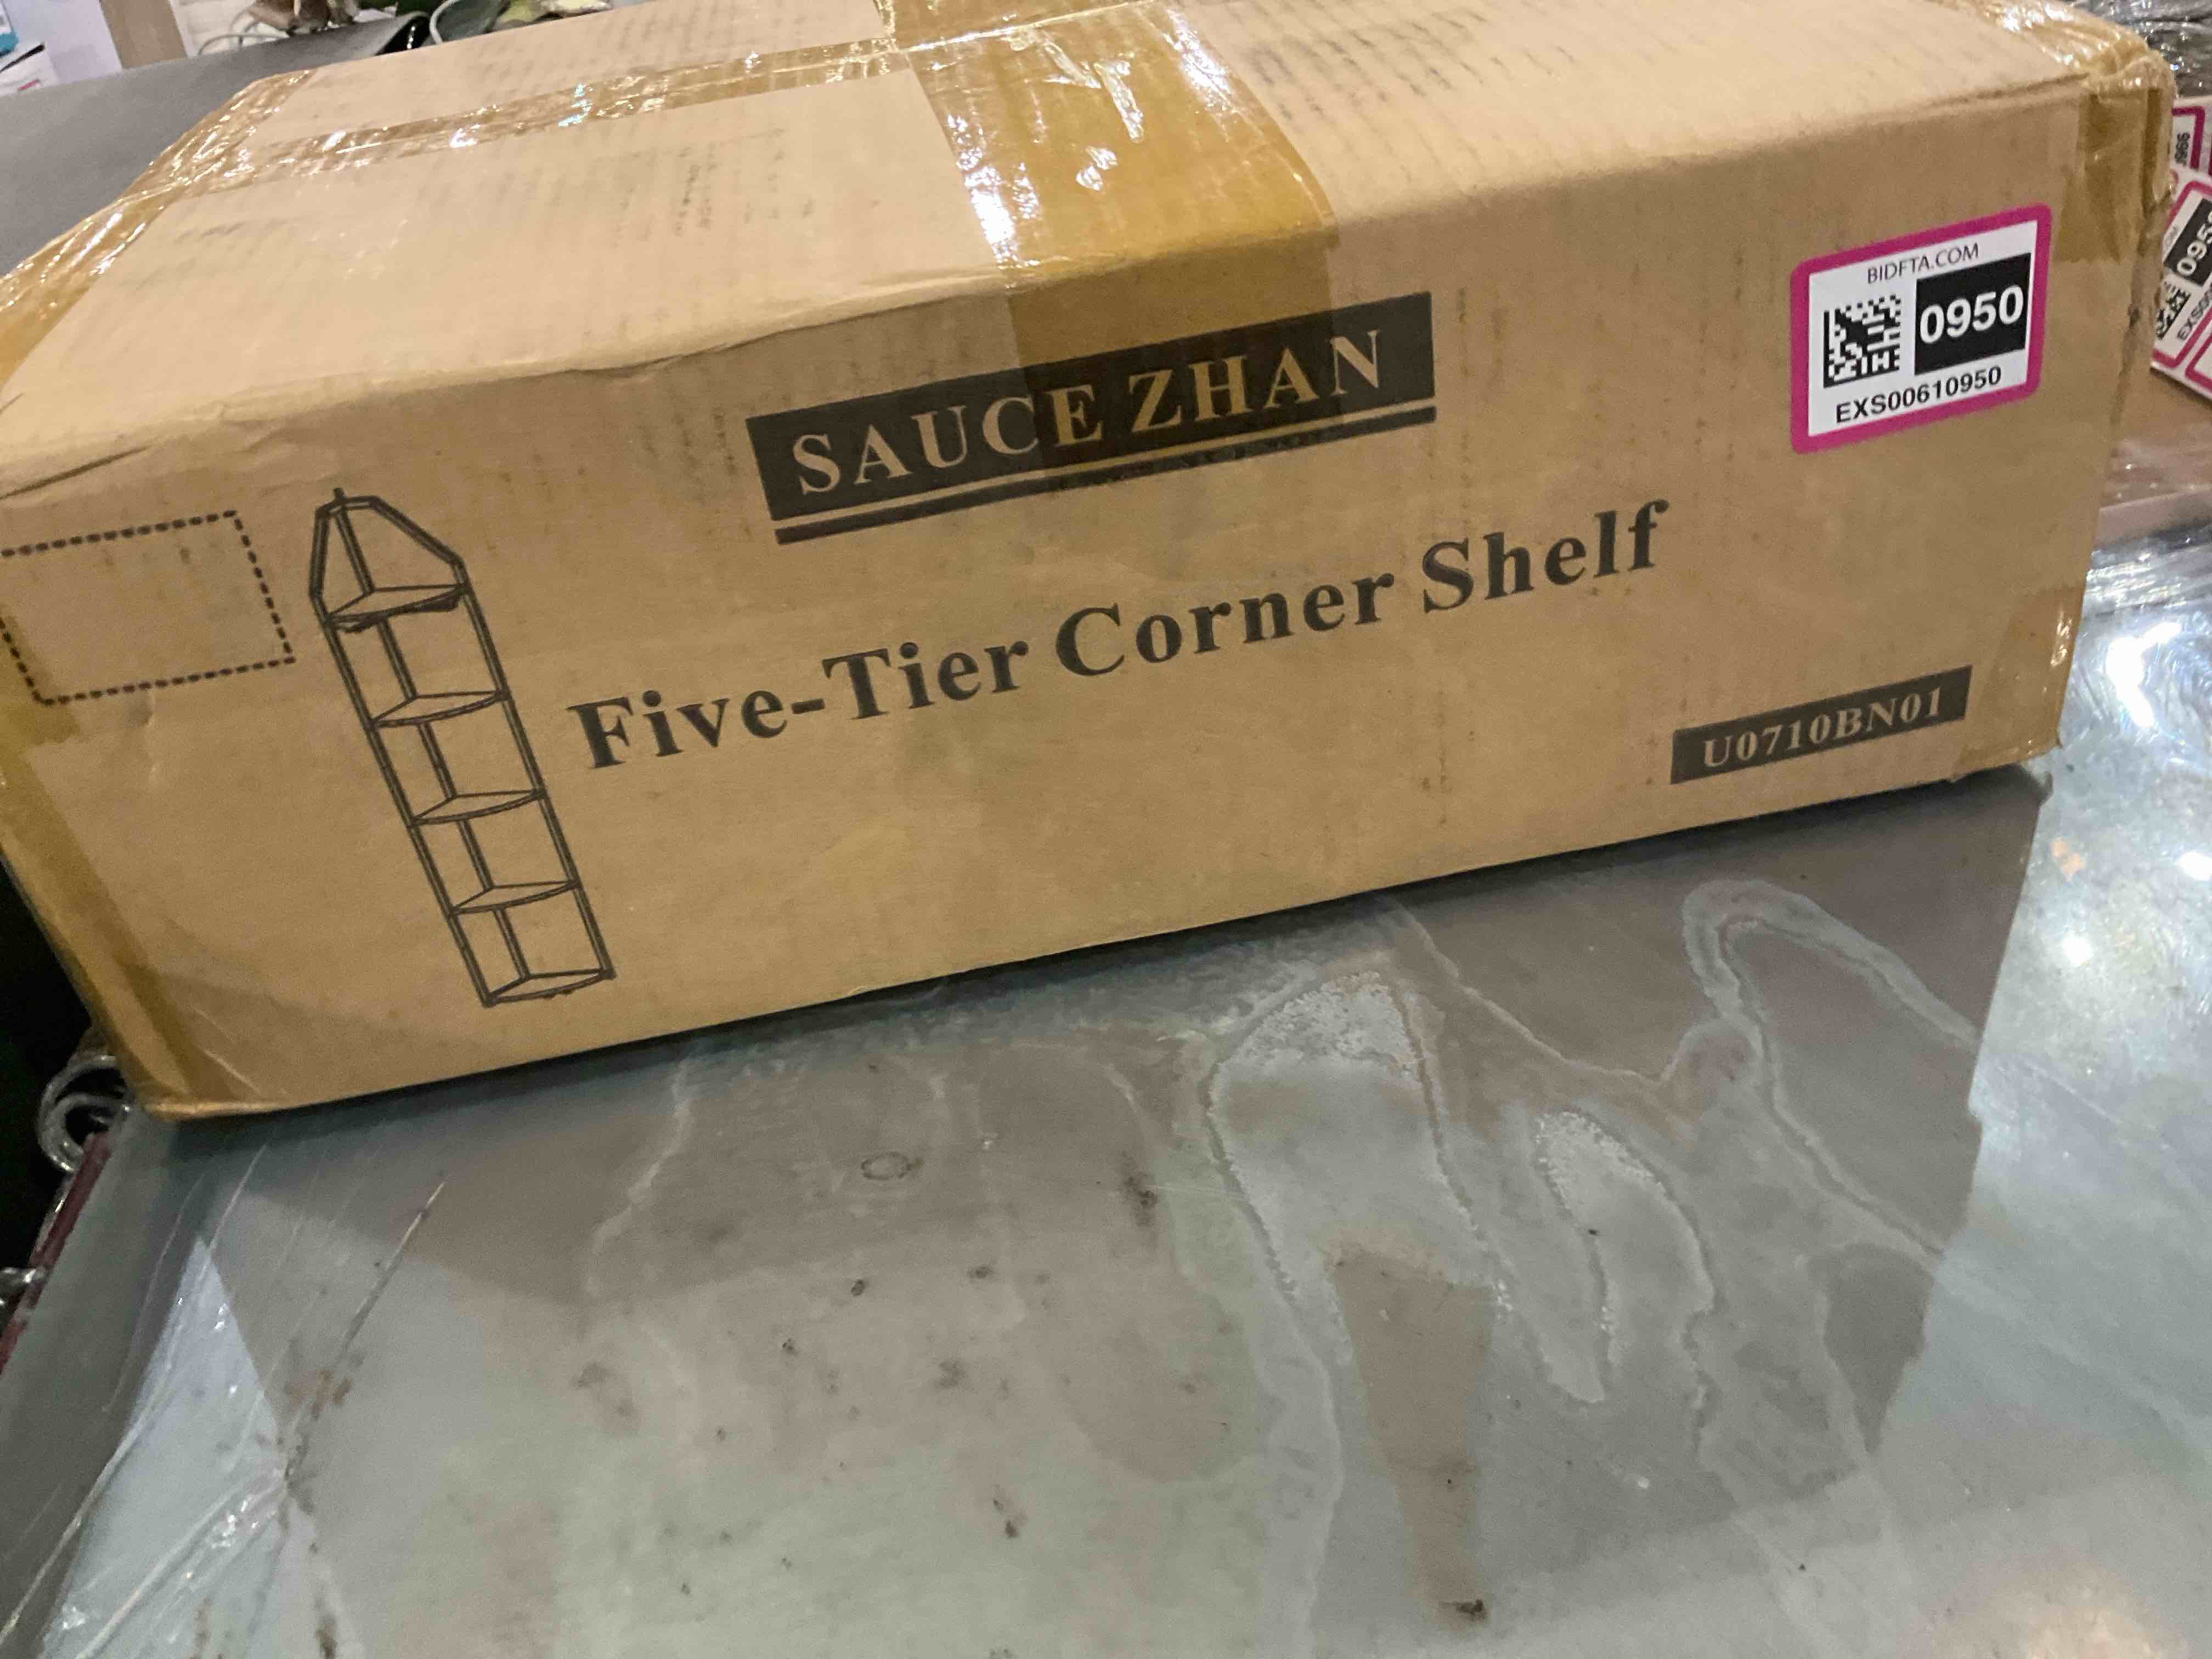 BIDFTA.COM
0950
EXS00610950
SAUCE ZHAN
Five-Tier Corner Shelf
U0710BN01